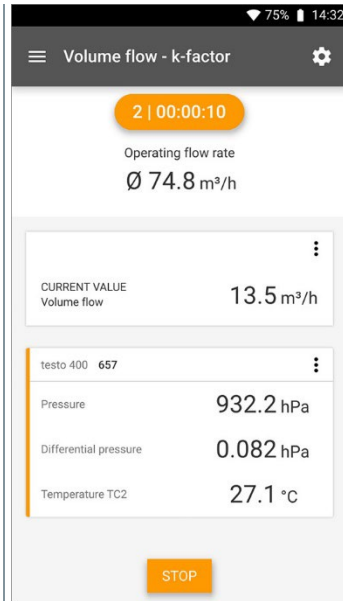 75% 14:32
Volume flow - k-factor
2 | 00:00:10
Operating flow rate
Ø 74.8 m³/h
CURRENT VALUE
Volume flow 13.5 m³/h
testo 400 657
Pressure 932.2 hPa
Differential pressure 0.082 hPa
Temperature TC2 27.1 °C
STOP